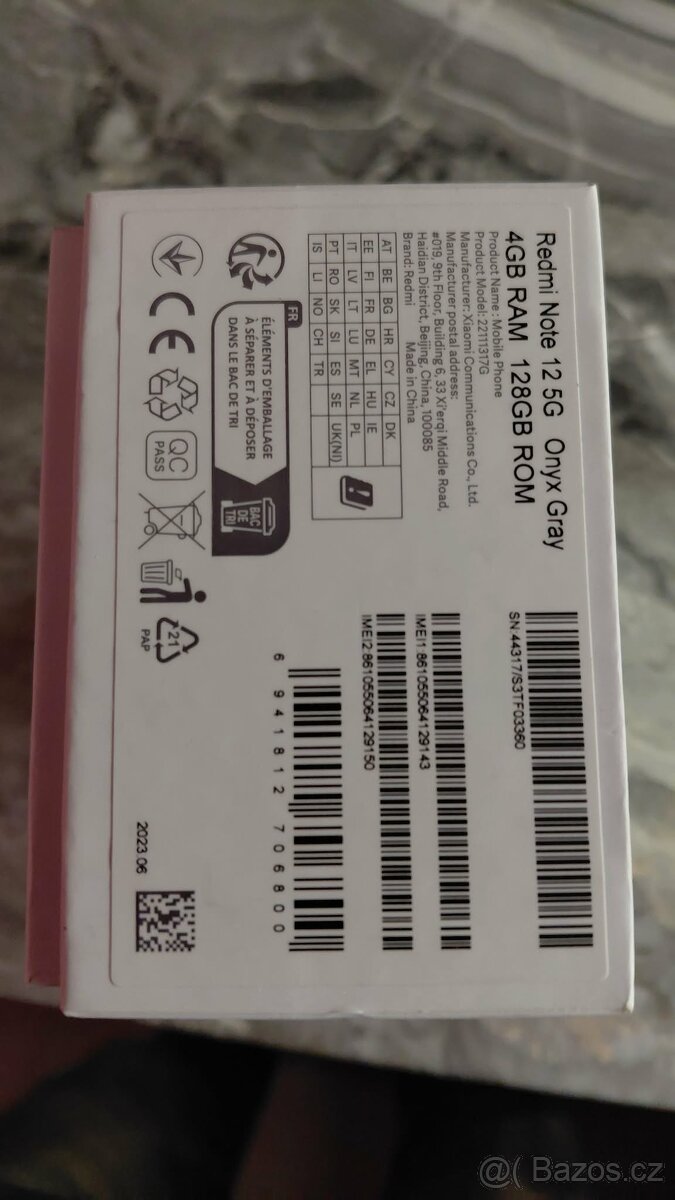 Redmi Note 12 5G Onyx Gray
4GB RAM 128GB ROM
Product Name : Mobile Phone
Product Model: 22111317G
Manufacturer: Xiaomi Communications Co., Ltd.
Manufacturer postal address:
#019, 9th Floor, Building 6, 33 Xi'erqi Middle Road,
Haidian District, Beijing, China, 100085
Brand: Redmi Made in China
AT BE BG HR CY CZ DK
EE FI FR DE EL HU IE
IT LV LT LU MT NL PL
PT RO SK SI ES SE UK(NI)
IS LI NO CH TR
FR
ÉLÉMENTS D'EMBALLAGE
À SÉPARER ET À DÉPOSER
DANS LE BAC DE TRI
BAC
DE
TRI
CE
QC
PASS
21
PAP
SN:44317/S3TF03360
IMEI1:861055064129143
IMEI2:861055064129150
6 941812 706800
2023.06
@( Bazos.cz